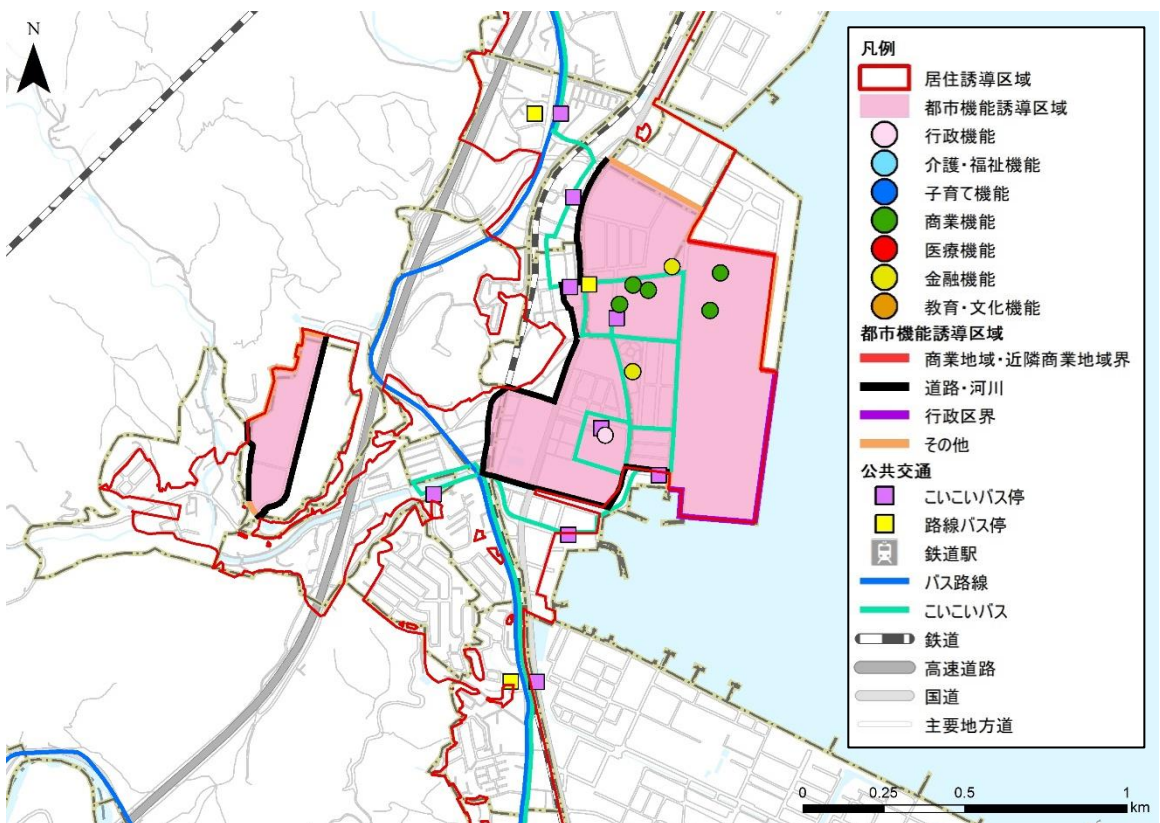 N
凡例
居住誘導区域
都市機能誘導区域
行政機能
介護・福祉機能
子育て機能
商業機能
医療機能
金融機能
教育・文化機能
都市機能誘導区域
商業地域・近隣商業地域界
道路・河川
行政区界
その他
公共交通
こいこいバス停
路線バス停
鉄道駅
バス路線
こいこいバス
鉄道
高速道路
国道
主要地方道
0 0.25 0.5 1
km